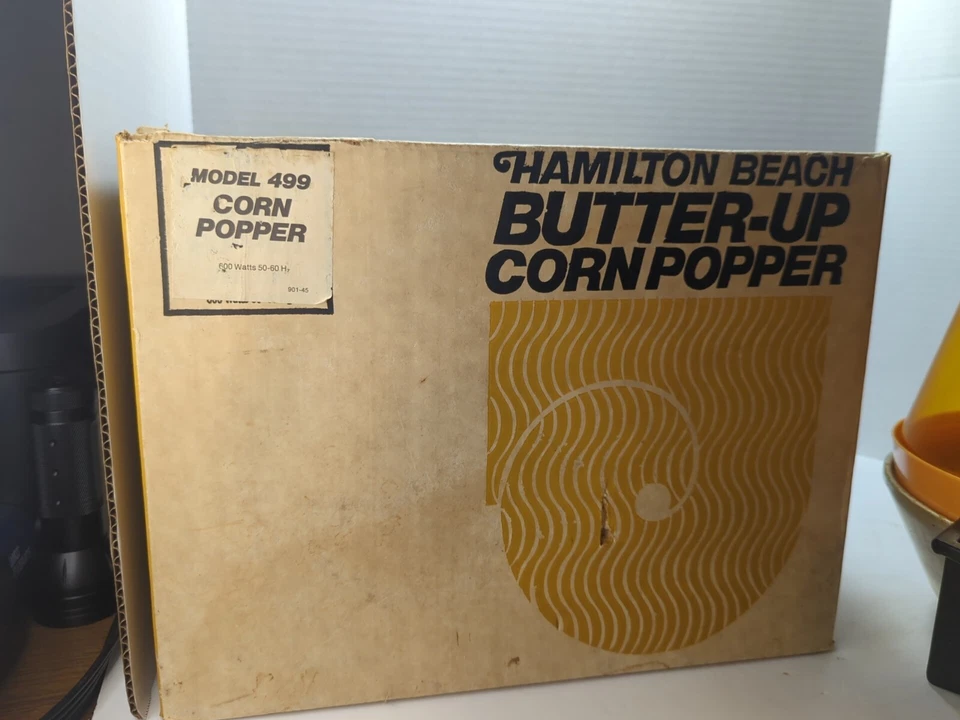 MODEL 499
CORN
POPPER
600 Watts 50-60 Hz
901-45
HAMILTON BEACH
BUTTER-UP
CORN POPPER